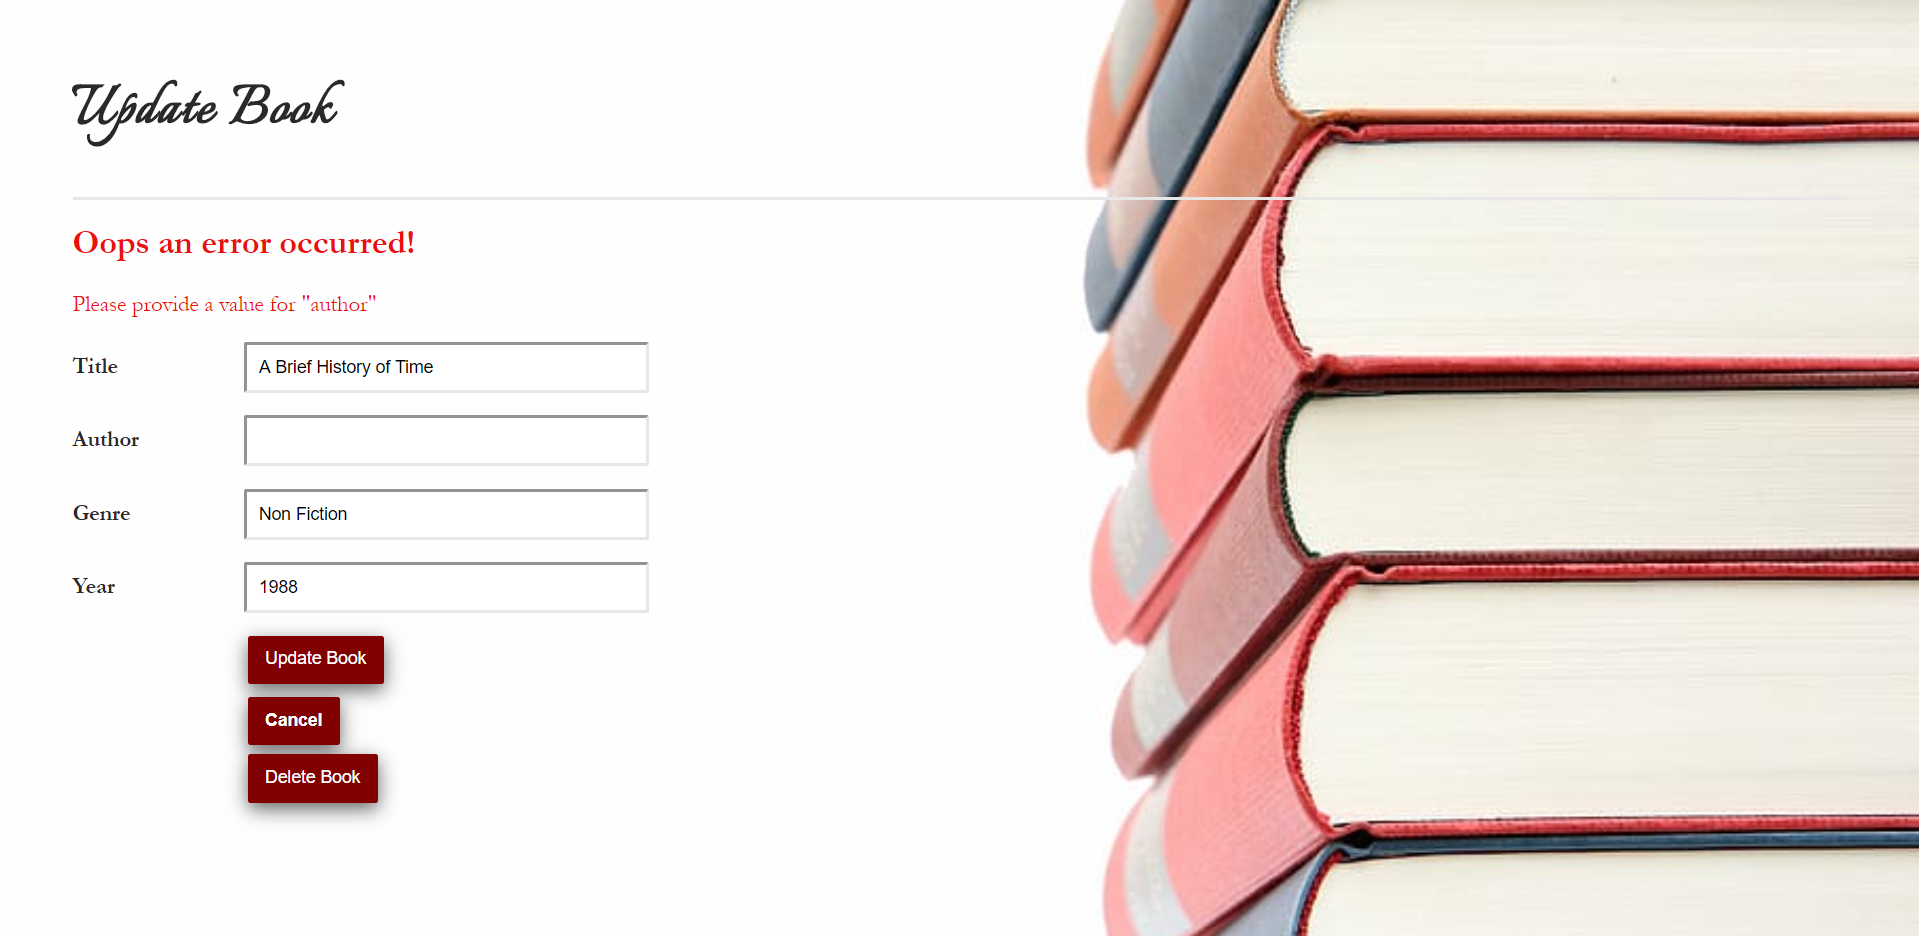 Update Book
Oops an error occurred!
Please provide a value for "author"
Title
A Brief History of Time
Author
Genre
Non Fiction
Year
1988
Update Book
Cancel
Delete Book